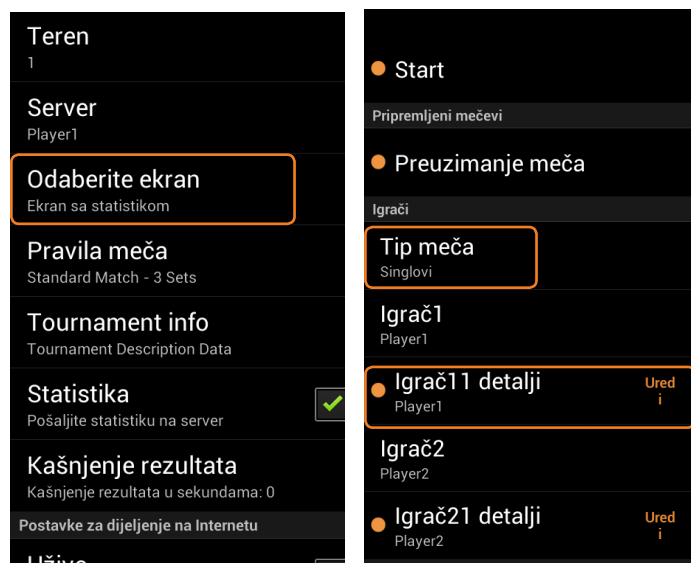 Teren
1
Server
Player1
Odaberite ekran
Ekran sa statistikom
Pravila meča
Standard Match - 3 Sets
Tournament info
Tournament Description Data
Statistika
Pošaljite statistiku na server
Kašnjenje rezultata
Kašnjenje rezultata u sekundama: 0
Postavke za dijeljenje na Internetu
Start
Pripremljeni mečevi
Preuzimanje meča
Igrači
Tip meča
Singlovi
Igrač1
Player1
Igrač11 detalji
Player1
Ured
i
Igrač2
Player2
Igrač21 detalji
Player2
Ured
i